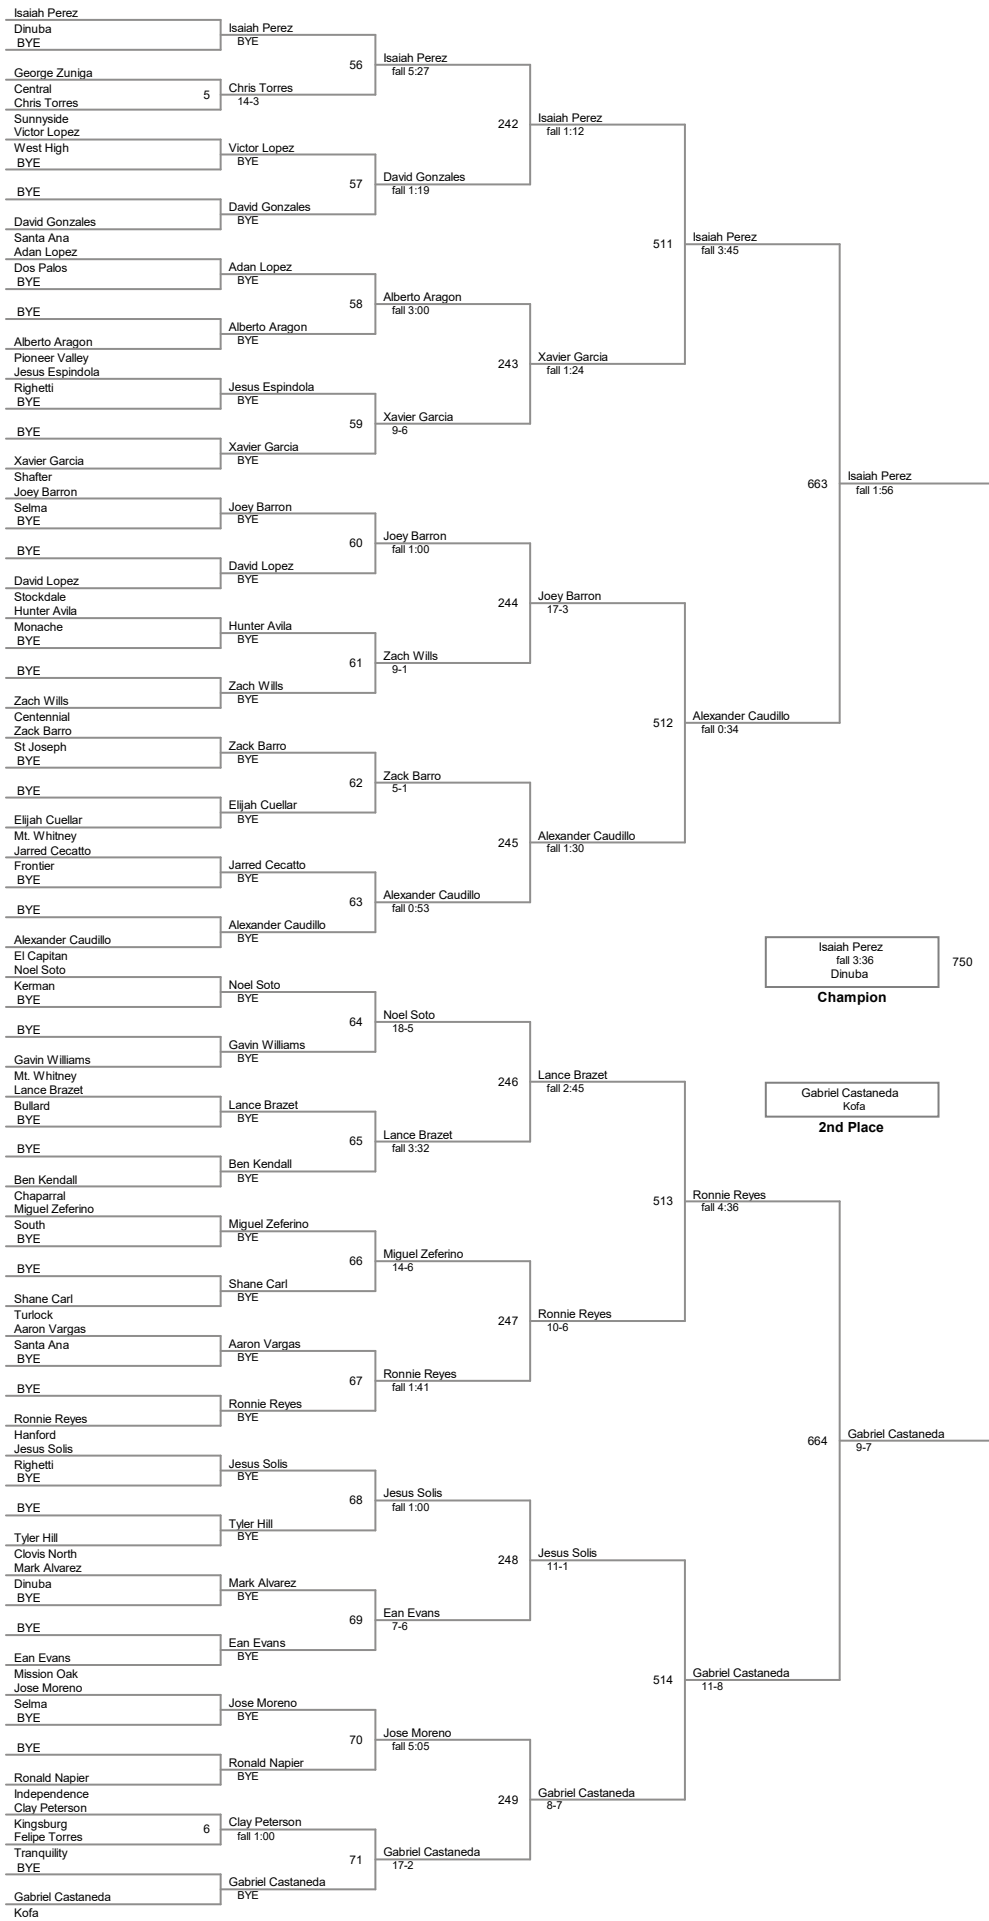 Isaiah Perez
Dinuba
BYE
George Zuniga
Central
Chris Torres
Sunnyside
Victor Lopez
West High
BYE
BYE
David Gonzales
Santa Ana
Adan Lopez
Dos Palos
BYE
BYE
Alberto Aragon
Pioneer Valley
Jesus Espindola
Righetti
BYE
BYE
Xavier Garcia
Shafter
Joey Barron
Selma
BYE
BYE
David Lopez
Stockdale
Hunter Avila
Monache
BYE
BYE
Zach Wills
Centennial
Zack Barro
St Joseph
BYE
BYE
Elijah Cuellar
Mt. Whitney
Jarred Cecatto
Frontier
BYE
BYE
Alexander Caudillo
El Capitan
Noel Soto
Kerman
BYE
BYE
Gavin Williams
Mt. Whitney
Lance Brazet
Bullard
BYE
BYE
Ben Kendall
Chaparral
Miguel Zeferino
South
BYE
BYE
Shane Carl
Turlock
Aaron Vargas
Santa Ana
BYE
BYE
Ronnie Reyes
Hanford
Jesus Solis
Righetti
BYE
BYE
Tyler Hill
Clovis North
Mark Alvarez
Dinuba
BYE
BYE
Ean Evans
Mission Oak
Jose Moreno
Selma
BYE
BYE
Ronald Napier
Independence
Clay Peterson
Kingsburg
Felipe Torres
Tranquility
BYE
Gabriel Castaneda
Kofa
5
6
Isaiah Perez
BYE
Chris Torres
14-3
Victor Lopez
BYE
David Gonzales
BYE
Adan Lopez
BYE
Alberto Aragon
BYE
Jesus Espindola
BYE
Xavier Garcia
BYE
Joey Barron
BYE
David Lopez
BYE
Hunter Avila
BYE
Zach Wills
BYE
Zack Barro
BYE
Elijah Cuellar
BYE
Jarred Cecatto
BYE
Alexander Caudillo
BYE
Noel Soto
BYE
Gavin Williams
BYE
Lance Brazet
BYE
Ben Kendall
BYE
Miguel Zeferino
BYE
Shane Carl
BYE
Aaron Vargas
BYE
Ronnie Reyes
BYE
Jesus Solis
BYE
Tyler Hill
BYE
Mark Alvarez
BYE
Ean Evans
BYE
Jose Moreno
BYE
Ronald Napier
BYE
Clay Peterson
fall 1:00
Gabriel Castaneda
BYE
56
57
58
59
60
61
62
63
64
65
66
67
68
69
70
71
Isaiah Perez
fall 5:27
David Gonzales
fall 1:19
Alberto Aragon
fall 3:00
Xavier Garcia
9-6
Joey Barron
fall 1:00
Zach Wills
9-1
Zack Barro
5-1
Alexander Caudillo
fall 0:53
Noel Soto
18-5
Lance Brazet
fall 3:32
Miguel Zeferino
14-6
Ronnie Reyes
fall 1:41
Jesus Solis
fall 1:00
Ean Evans
7-6
Jose Moreno
fall 5:05
Gabriel Castaneda
17-2
242
243
244
245
246
247
248
249
Isaiah Perez
fall 1:12
Xavier Garcia
fall 1:24
Joey Barron
17-3
Alexander Caudillo
fall 1:30
Lance Brazet
fall 2:45
Ronnie Reyes
10-6
Jesus Solis
11-1
Gabriel Castaneda
8-7
511
512
513
514
Isaiah Perez
fall 3:45
Alexander Caudillo
fall 0:34
Ronnie Reyes
fall 4:36
Gabriel Castaneda
11-8
663
664
Isaiah Perez
fall 1:56
Gabriel Castaneda
9-7
Isaiah Perez
fall 3:36
Dinuba
750
Champion
Gabriel Castaneda
Kofa
2nd Place